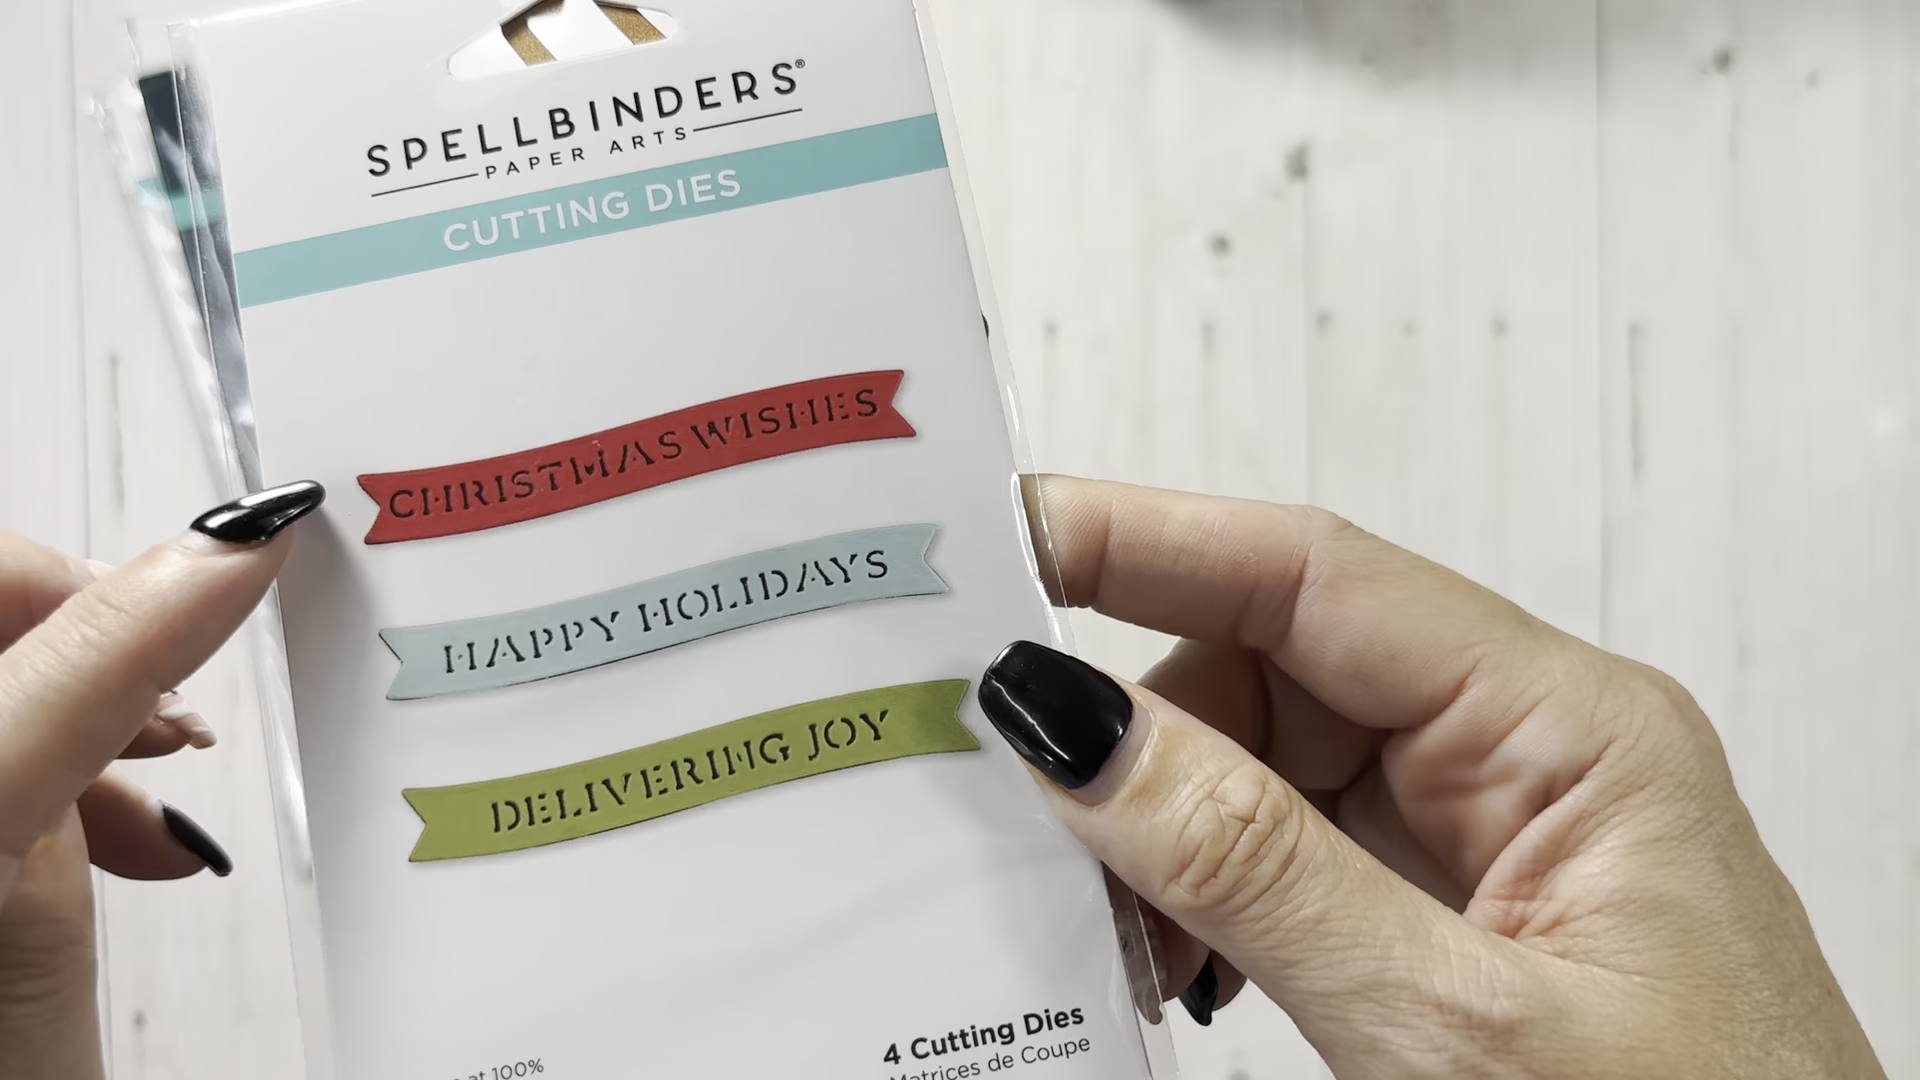 SPELLBINDERS®
PAPER ARTS
CUTTING DIES
CHRISTMAS WISHES
HAPPY HOLIDAYS
DELIVERING JOY
at 100%
4 Cutting Dies
Matrices de Coupe